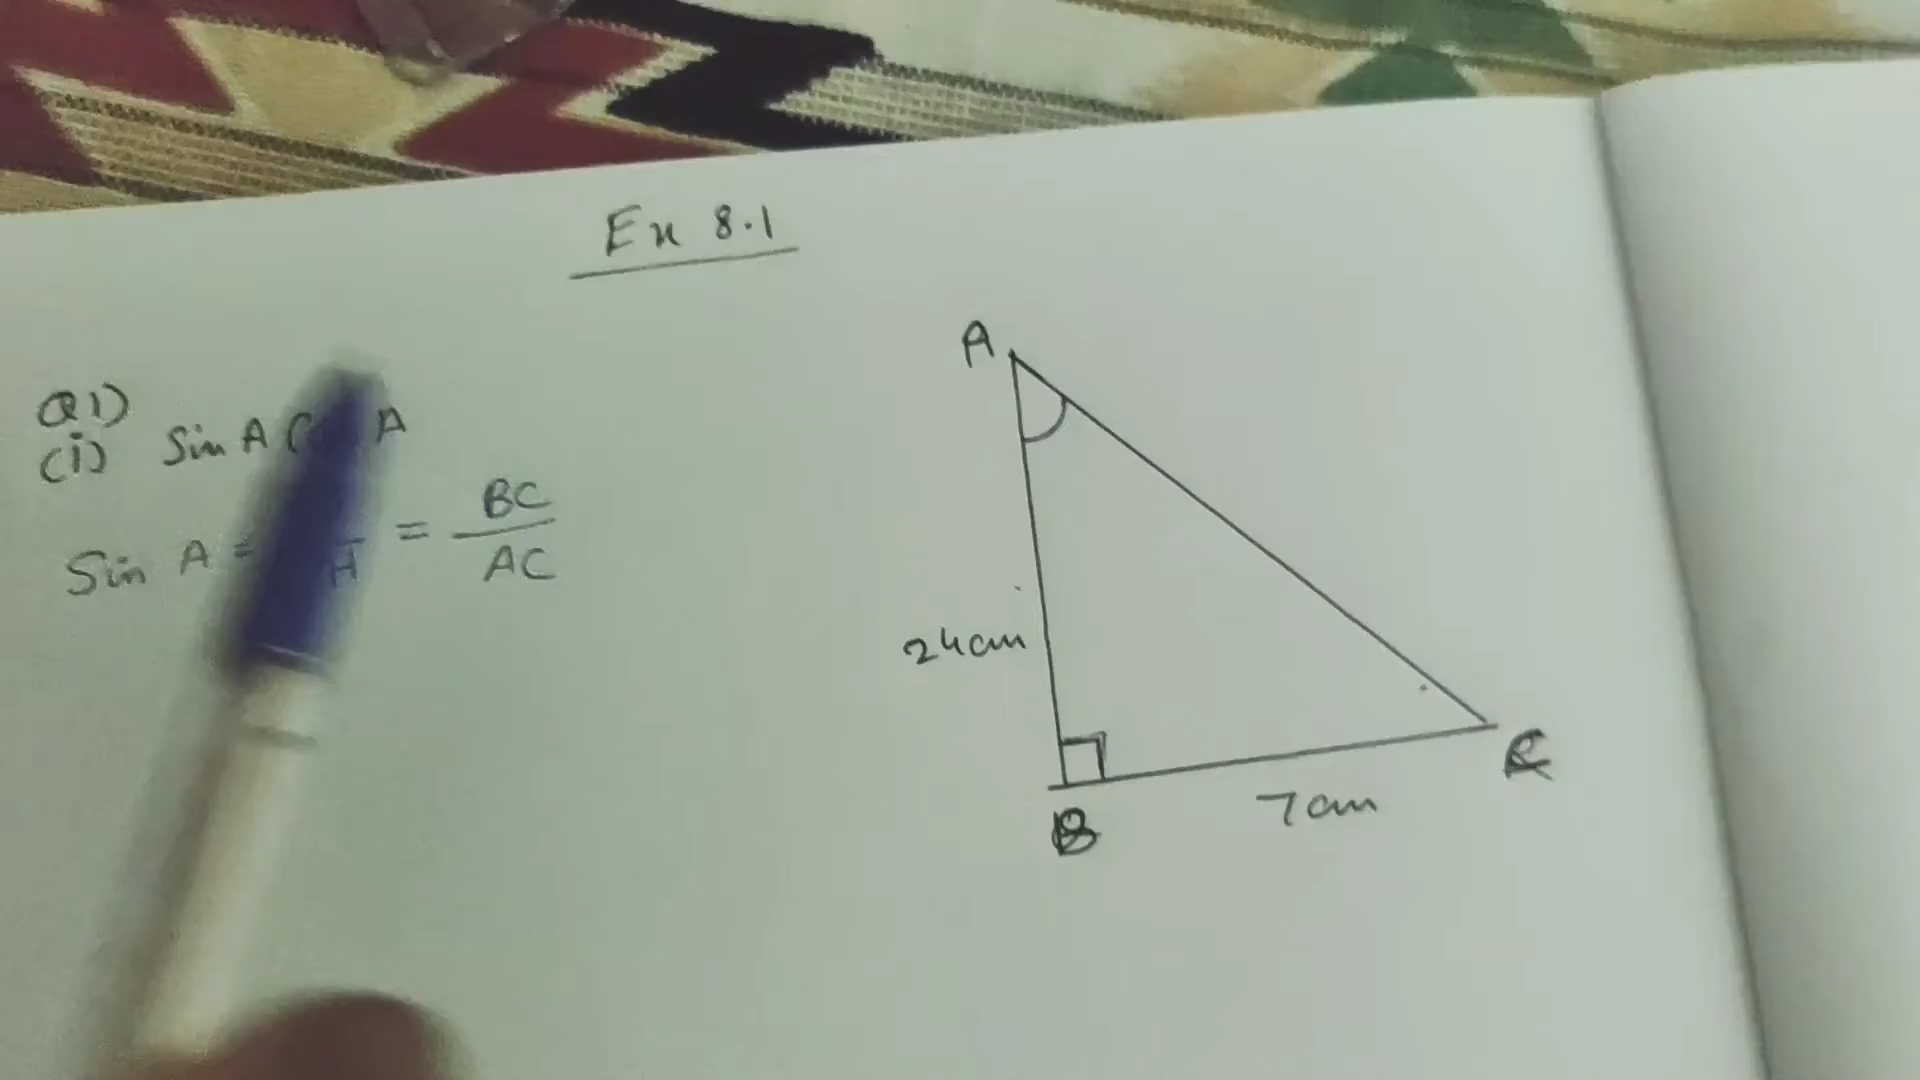 Ex 8.1
Q1)
(i) Sin A A
Sin A = H = BC
AC
A
24cm
B
7cm
C